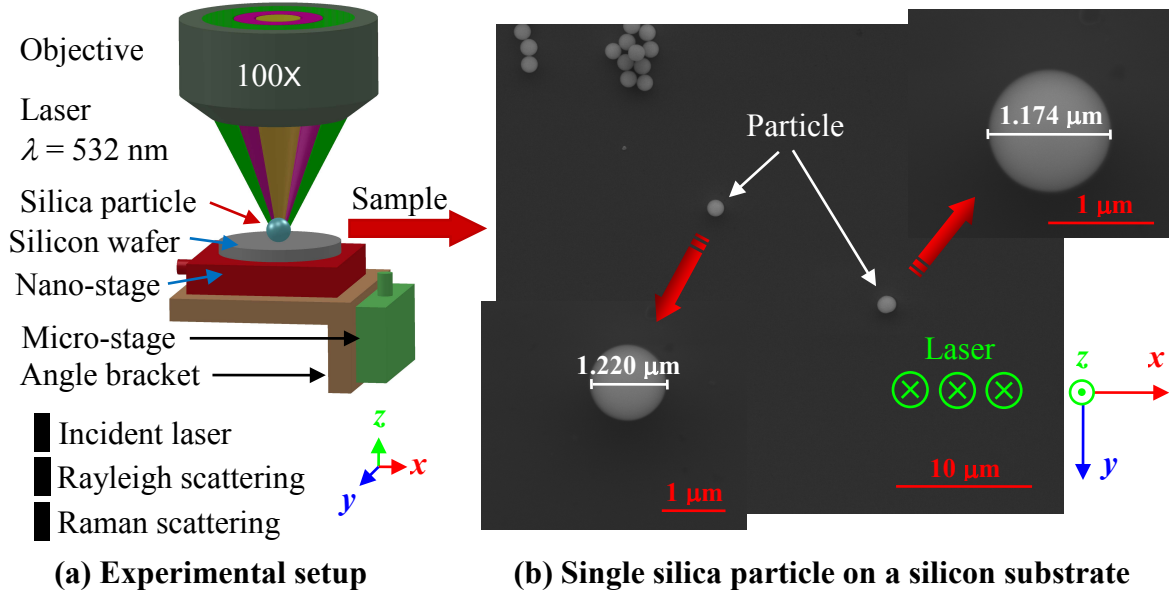 Objective
100X
Laser
λ = 532 nm
Silica particle
Silicon wafer
Nano-stage
Micro-stage
Angle bracket
Sample
Incident laser
Rayleigh scattering
Raman scattering
z
x
y
(a) Experimental setup
Particle
1.174 µm
1 µm
1.220 µm
1 µm
Laser
z
x
y
10 µm
(b) Single silica particle on a silicon substrate